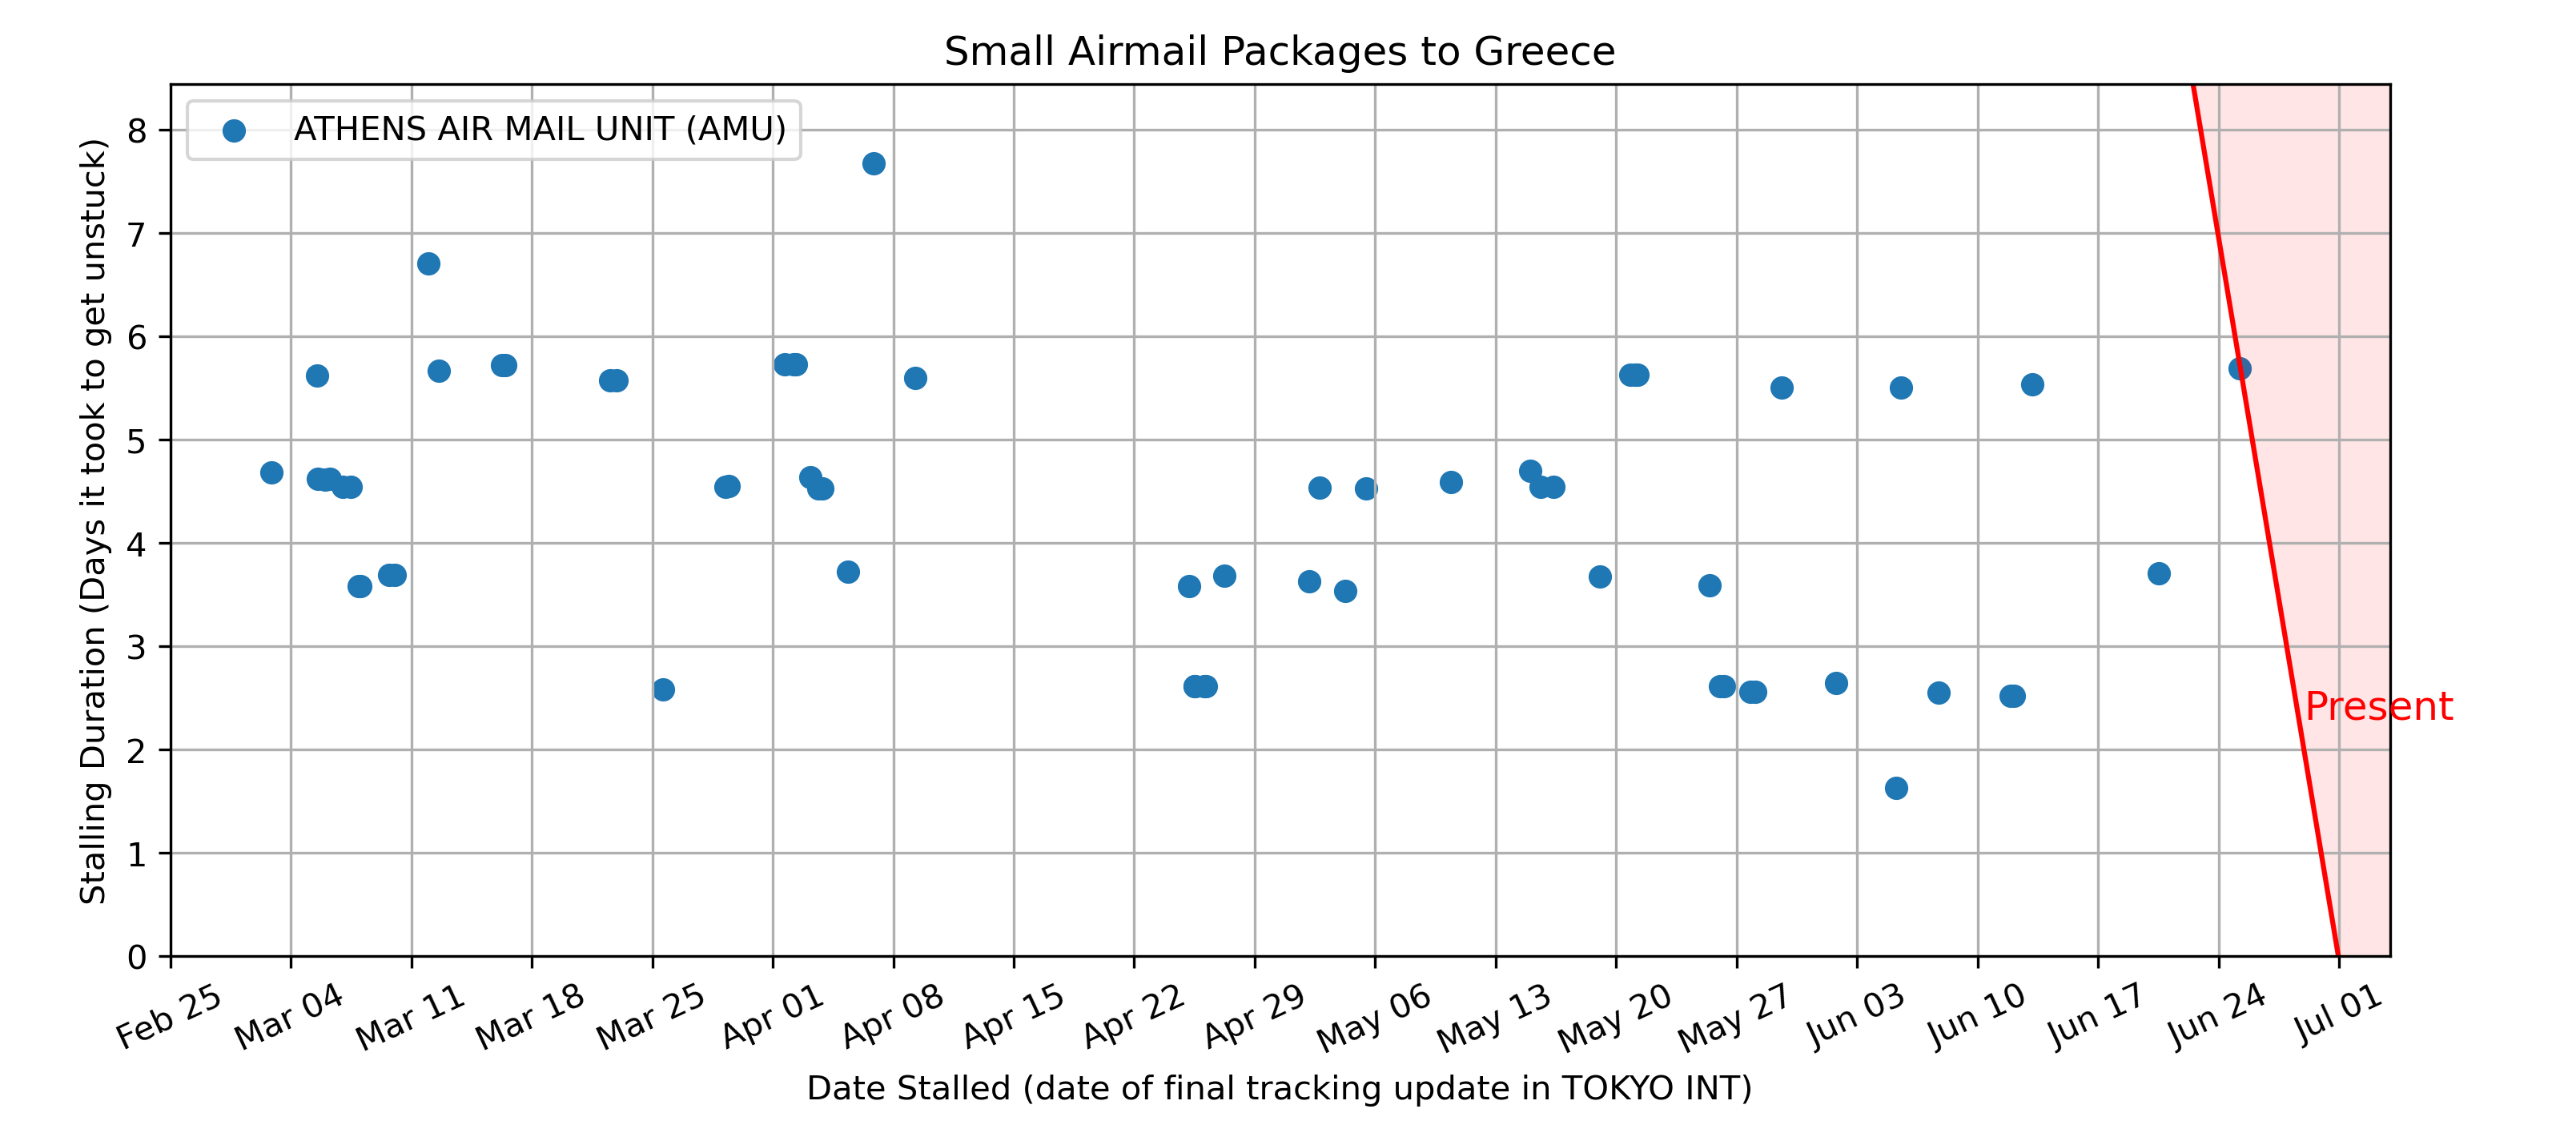 Small Airmail Packages to Greece
ATHENS AIR MAIL UNIT (AMU)
Stalling Duration (Days it took to get unstuck)
8
7
6
5
4
3
2
1
0
Present
Feb 25
Mar 04
Mar 11
Mar 18
Mar 25
Apr 01
Apr 08
Apr 15
Apr 22
Apr 29
May 06
May 13
May 20
May 27
Jun 03
Jun 10
Jun 17
Jun 24
Jul 01
Date Stalled (date of final tracking update in TOKYO INT)